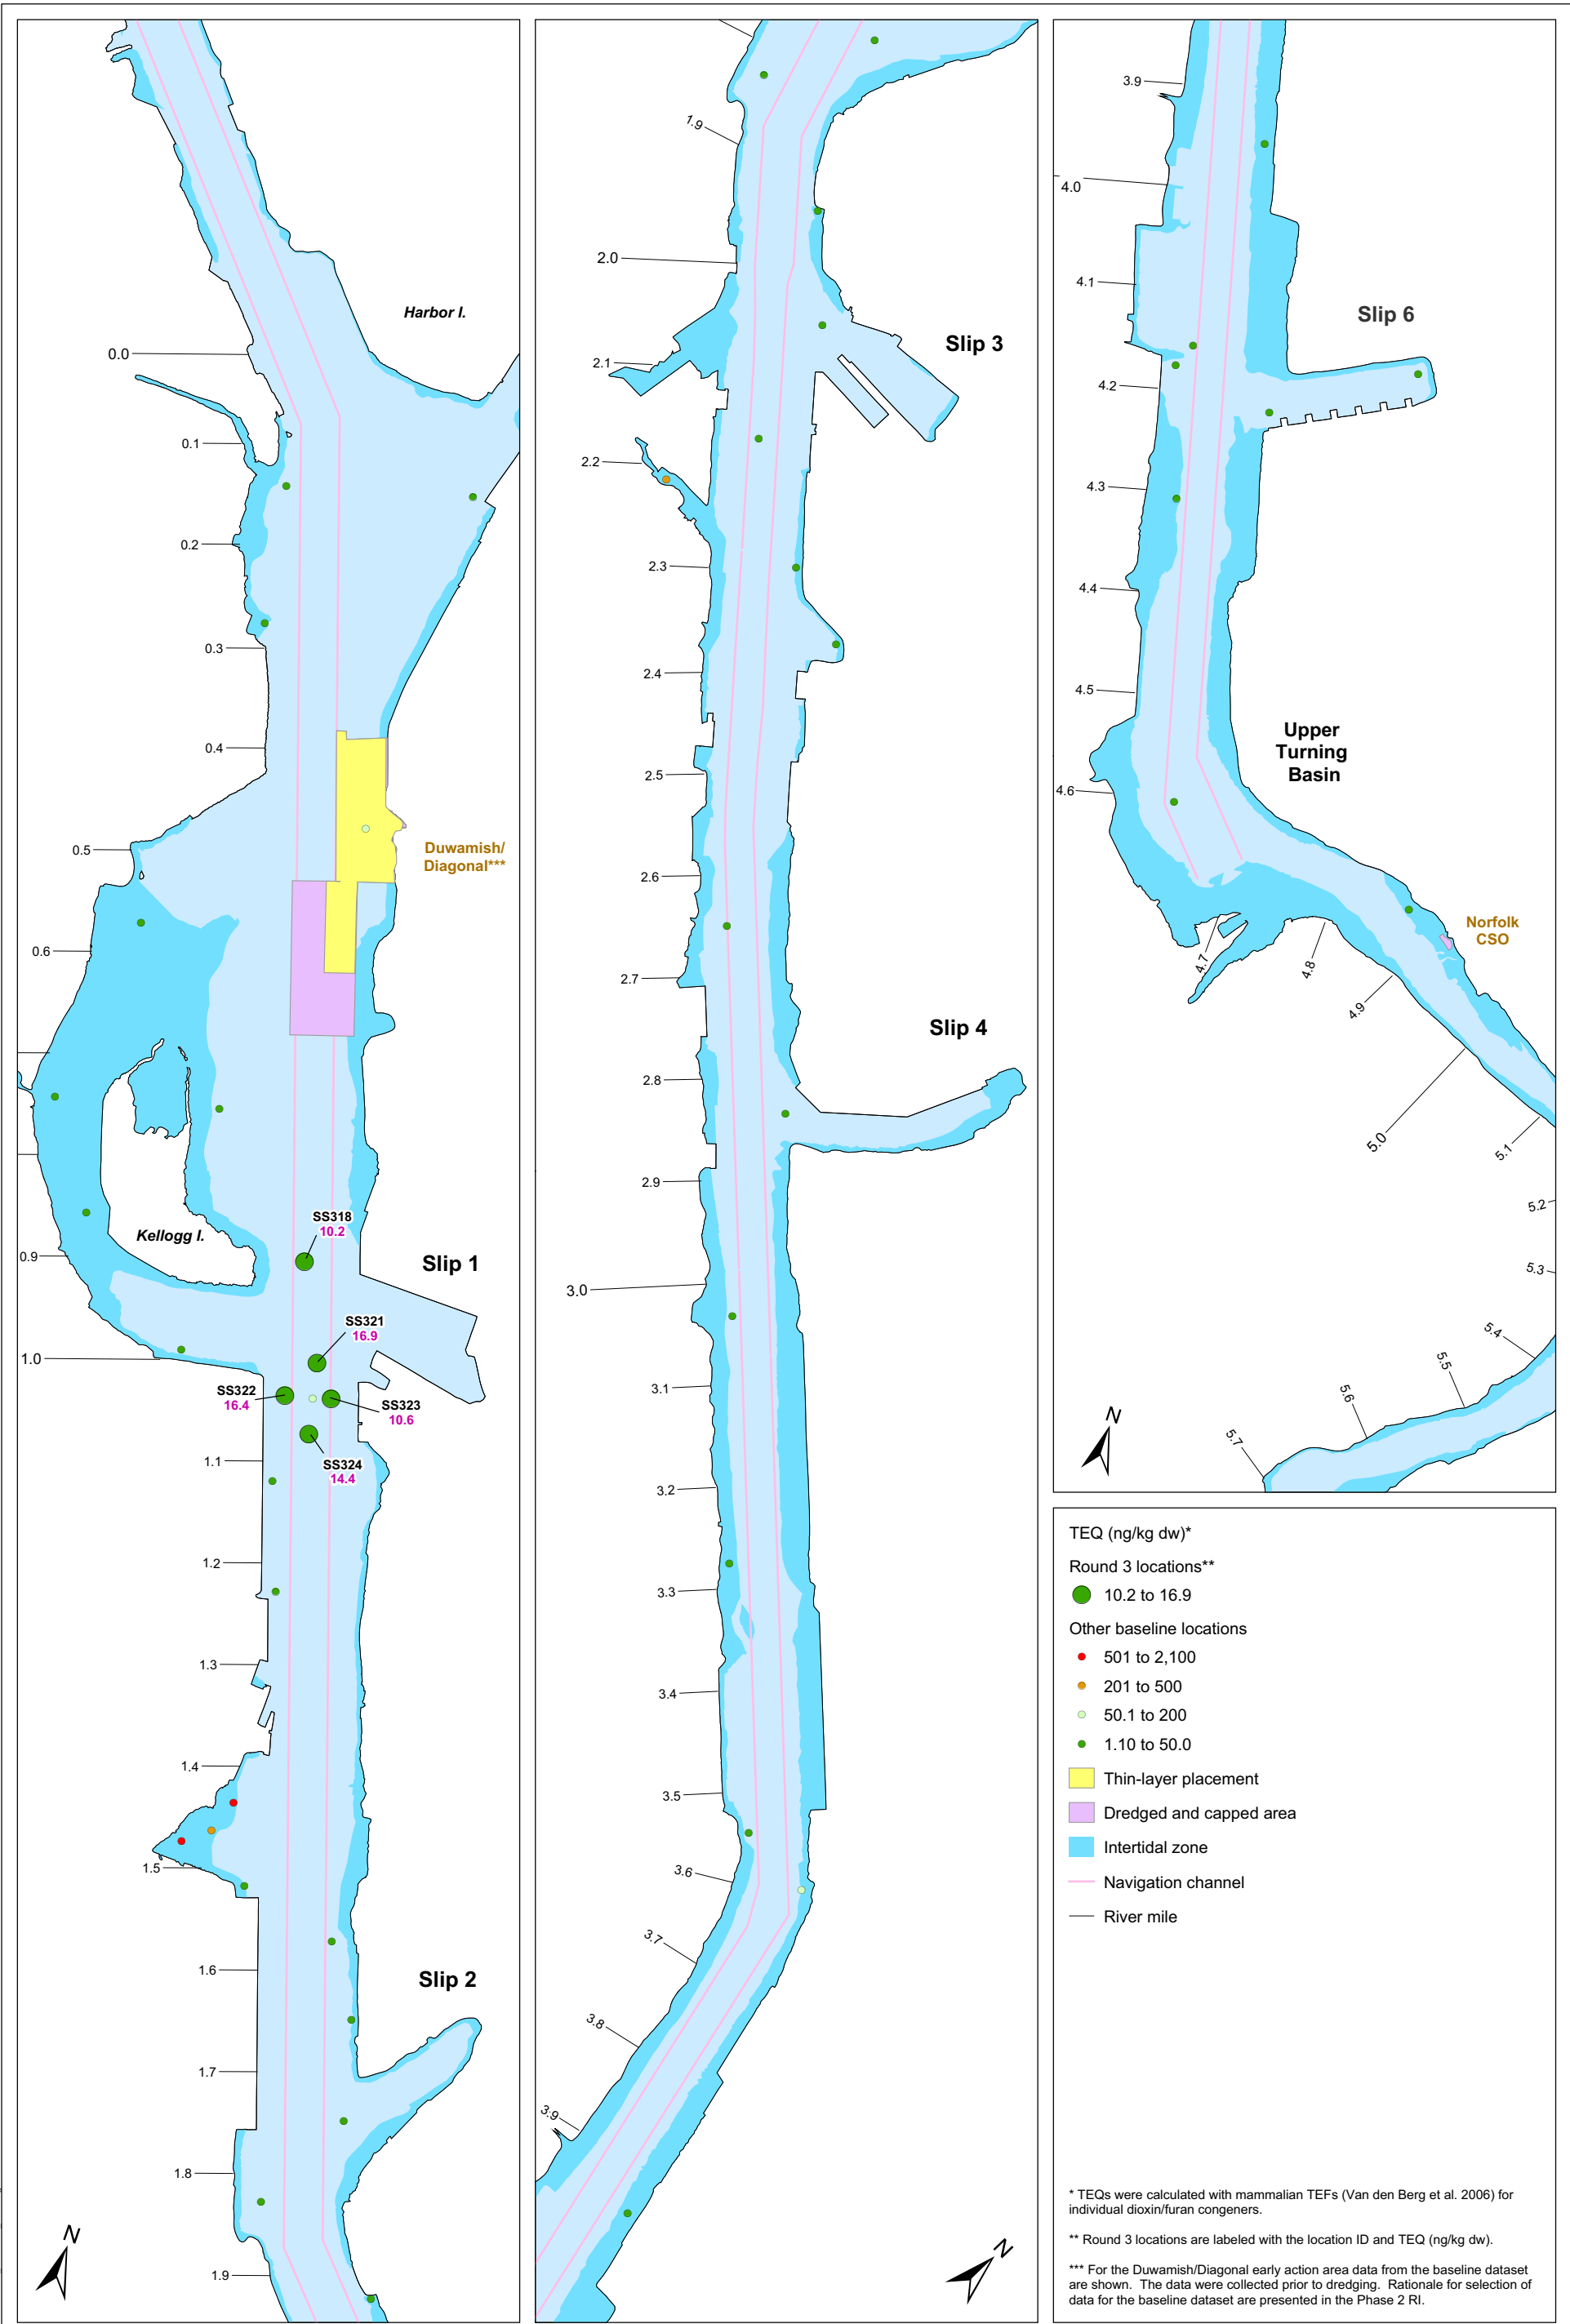 Harbor I.
0.0
0.1
0.2
0.3
0.4
0.5
Duwamish/
Diagonal***
0.6
Kellogg I.
SS318
10.2
0.9
Slip 1
SS321
16.9
1.0
SS322
16.4
SS323
10.6
SS324
14.4
1.1
1.2
1.3
1.4
1.5
1.6
Slip 2
1.7
1.8
1.9
N
1.9
2.0
Slip 3
2.1
2.2
2.3
2.4
2.5
2.6
2.7
Slip 4
2.8
2.9
3.0
3.1
3.2
3.3
3.4
3.5
3.6
3.7
3.8
3.9
N
3.9
4.0
4.1
Slip 6
4.2
4.3
4.4
4.5
Upper
Turning
Basin
4.6
Norfolk
CSO
4.7
4.8
4.9
5.0
5.1
5.2
5.3
5.4
5.5
5.6
5.7
N
TEQ (ng/kg dw)*
Round 3 locations**
10.2 to 16.9
Other baseline locations
501 to 2,100
201 to 500
50.1 to 200
1.10 to 50.0
Thin-layer placement
Dredged and capped area
Intertidal zone
Navigation channel
River mile
* TEQs were calculated with mammalian TEFs (Van den Berg et al. 2006) for
individual dioxin/furan congeners.
** Round 3 locations are labeled with the location ID and TEQ (ng/kg dw).
*** For the Duwamish/Diagonal early action area data from the baseline dataset
are shown. The data were collected prior to dredging. Rationale for selection of
data for the baseline dataset are presented in the Phase 2 RI.